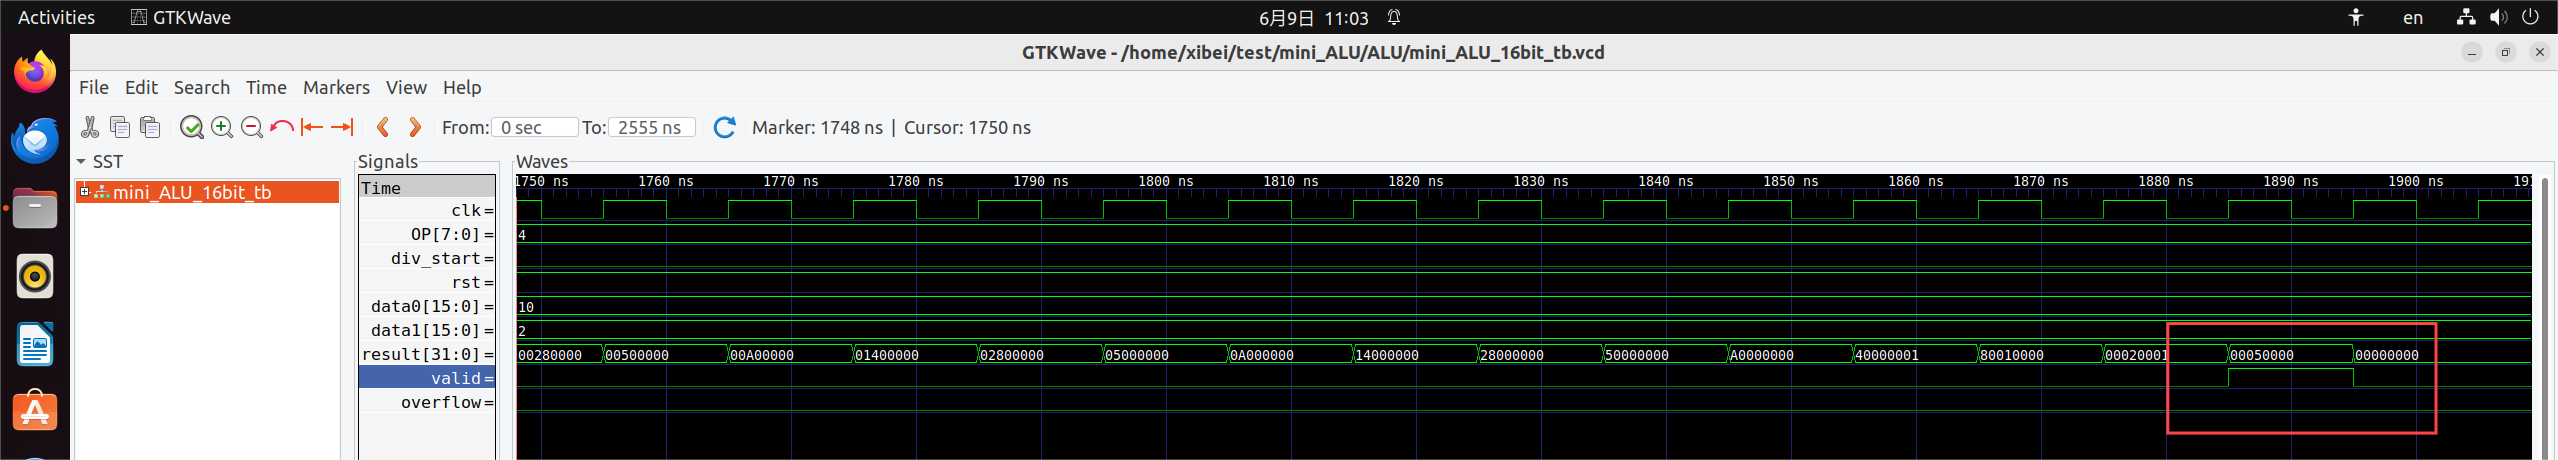 Activities GTKWave 6月9日 11:03 en
GTKWave - /home/xibei/test/mini_ALU/ALU/mini_ALU_16bit_tb.vcd
File Edit Search Time Markers View Help
From: 0 sec To: 2555 ns Marker: 1748 ns | Cursor: 1750 ns
SST
mini_ALU_16bit_tb
Signals
Time
clk=
OP[7:0]=
div_start=
rst=
data0[15:0]=
data1[15:0]=
result[31:0]=
valid=
overflow=
Waves
1750 ns 1760 ns 1770 ns 1780 ns 1790 ns 1800 ns 1810 ns 1820 ns 1830 ns 1840 ns 1850 ns 1860 ns 1870 ns 1880 ns 1890 ns 1900 ns 191
4
10
2
00280000 00500000 00A00000 01400000 02800000 05000000 0A000000 14000000 28000000 50000000 A0000000 40000001 80010000 00020001 00050000 00000000